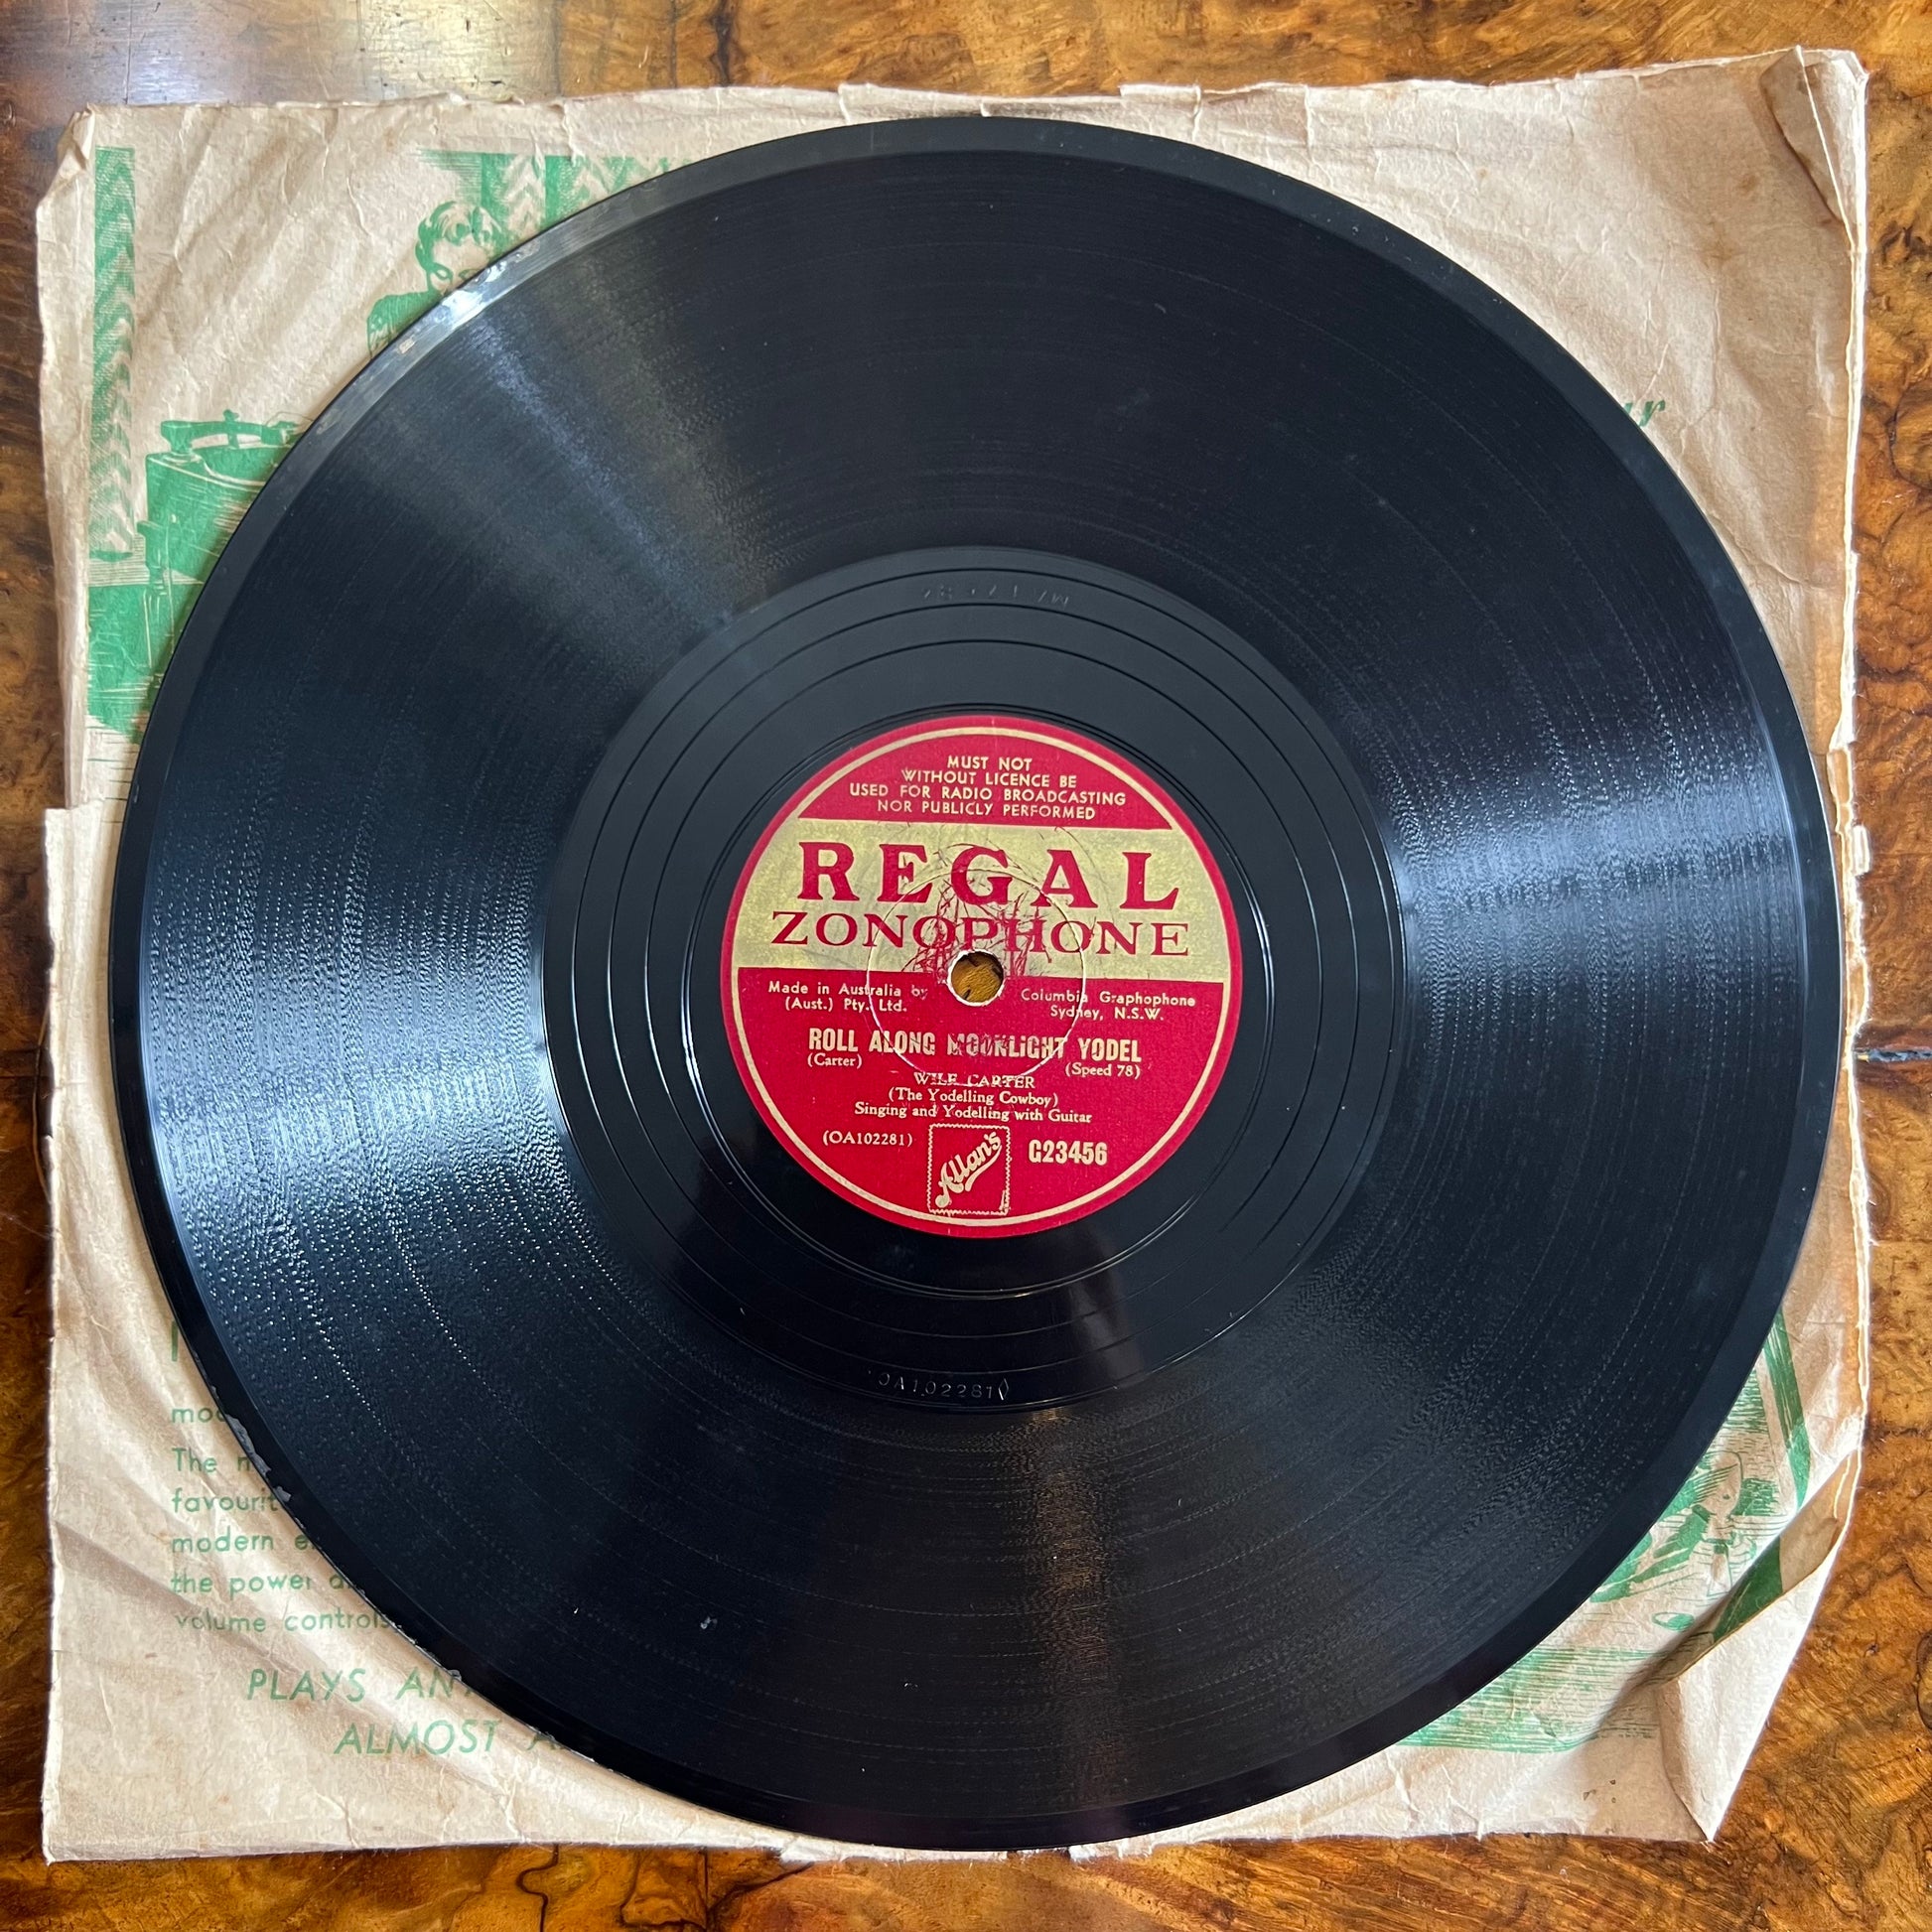 MUST NOT
WITHOUT LICENCE BE
USED FOR RADIO BROADCASTING
NOR PUBLICLY PERFORMED
REGAL
ZONOPHONE
Made in Australia by Columbia Graphophone
(Aust.) Pty. Ltd. Sydney, N.S.W.
ROLL ALONG MOONLIGHT YODEL
(Carter) (Speed 78)
WILF CARTER
(The Yodelling Cowboy)
Singing and Yodelling with Guitar
(OA102281) Allan's G23456
OA102281
The
favourit
modern
the power
volume controls
PLAYS
ALMOST